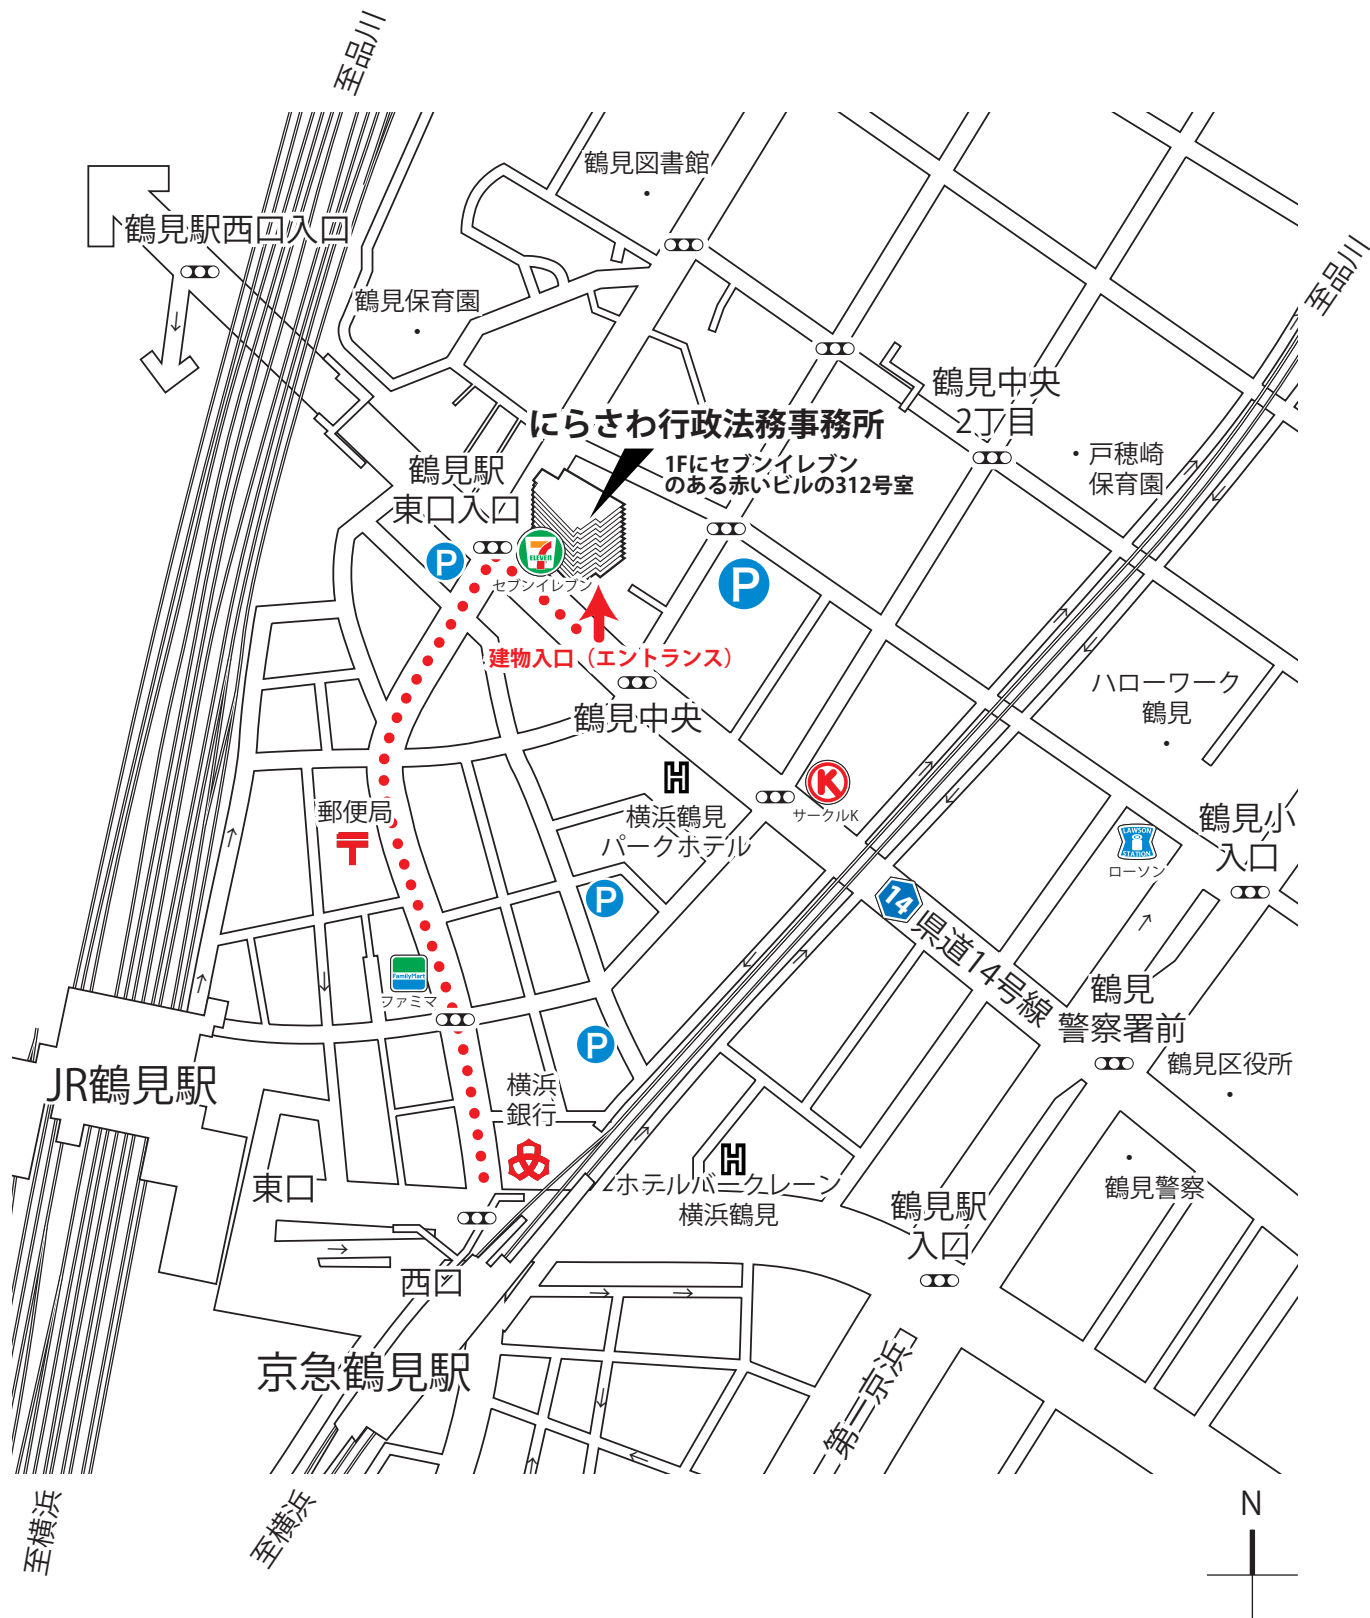 至品川
鶴見図書館
鶴見駅西口入口
至品川
鶴見保育園
鶴見中央
2丁目
にらさわ行政法務事務所
1Fにセブンイレブン
のある赤いビルの312号室
・戸穂崎
保育園
鶴見駅
東口入口
P
7
ELEVEN
セブンイレブン
P
建物入口（エントランス）
ハローワーク
鶴見
鶴見中央
H
K
サークルK
横浜鶴見
パークホテル
郵便局
〒
鶴見小
入口
LAWSON
STATION
ローソン
P
14
県道14号線
FamilyMart
ファミマ
鶴見
警察署前
P
鶴見区役所
JR鶴見駅
横浜
銀行
H
ホテルパークレーン
横浜鶴見
東口
鶴見警察
鶴見駅
入口
西口
京急鶴見駅
第一京浜
至横浜
至横浜
N